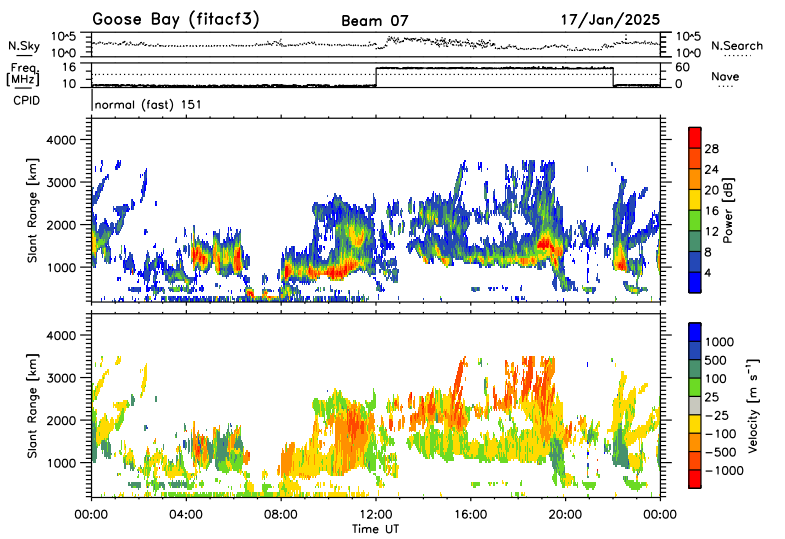 Goose Bay (fitacf3) Beam 07 17/Jan/2025
N.Sky 10^5 10^0 10^5 10^0 N.Search
Freq. [MHz] 16 10 60 0 Nave
CPID normal (fast) 151
Slant Range [km] 4000 3000 2000 1000
Power [dB] 28 24 20 16 12 8 4
Slant Range [km] 4000 3000 2000 1000
Velocity [m s⁻¹] 1000 500 100 25 −25 −100 −500 −1000
00:00 04:00 08:00 12:00 16:00 20:00 00:00
Time UT